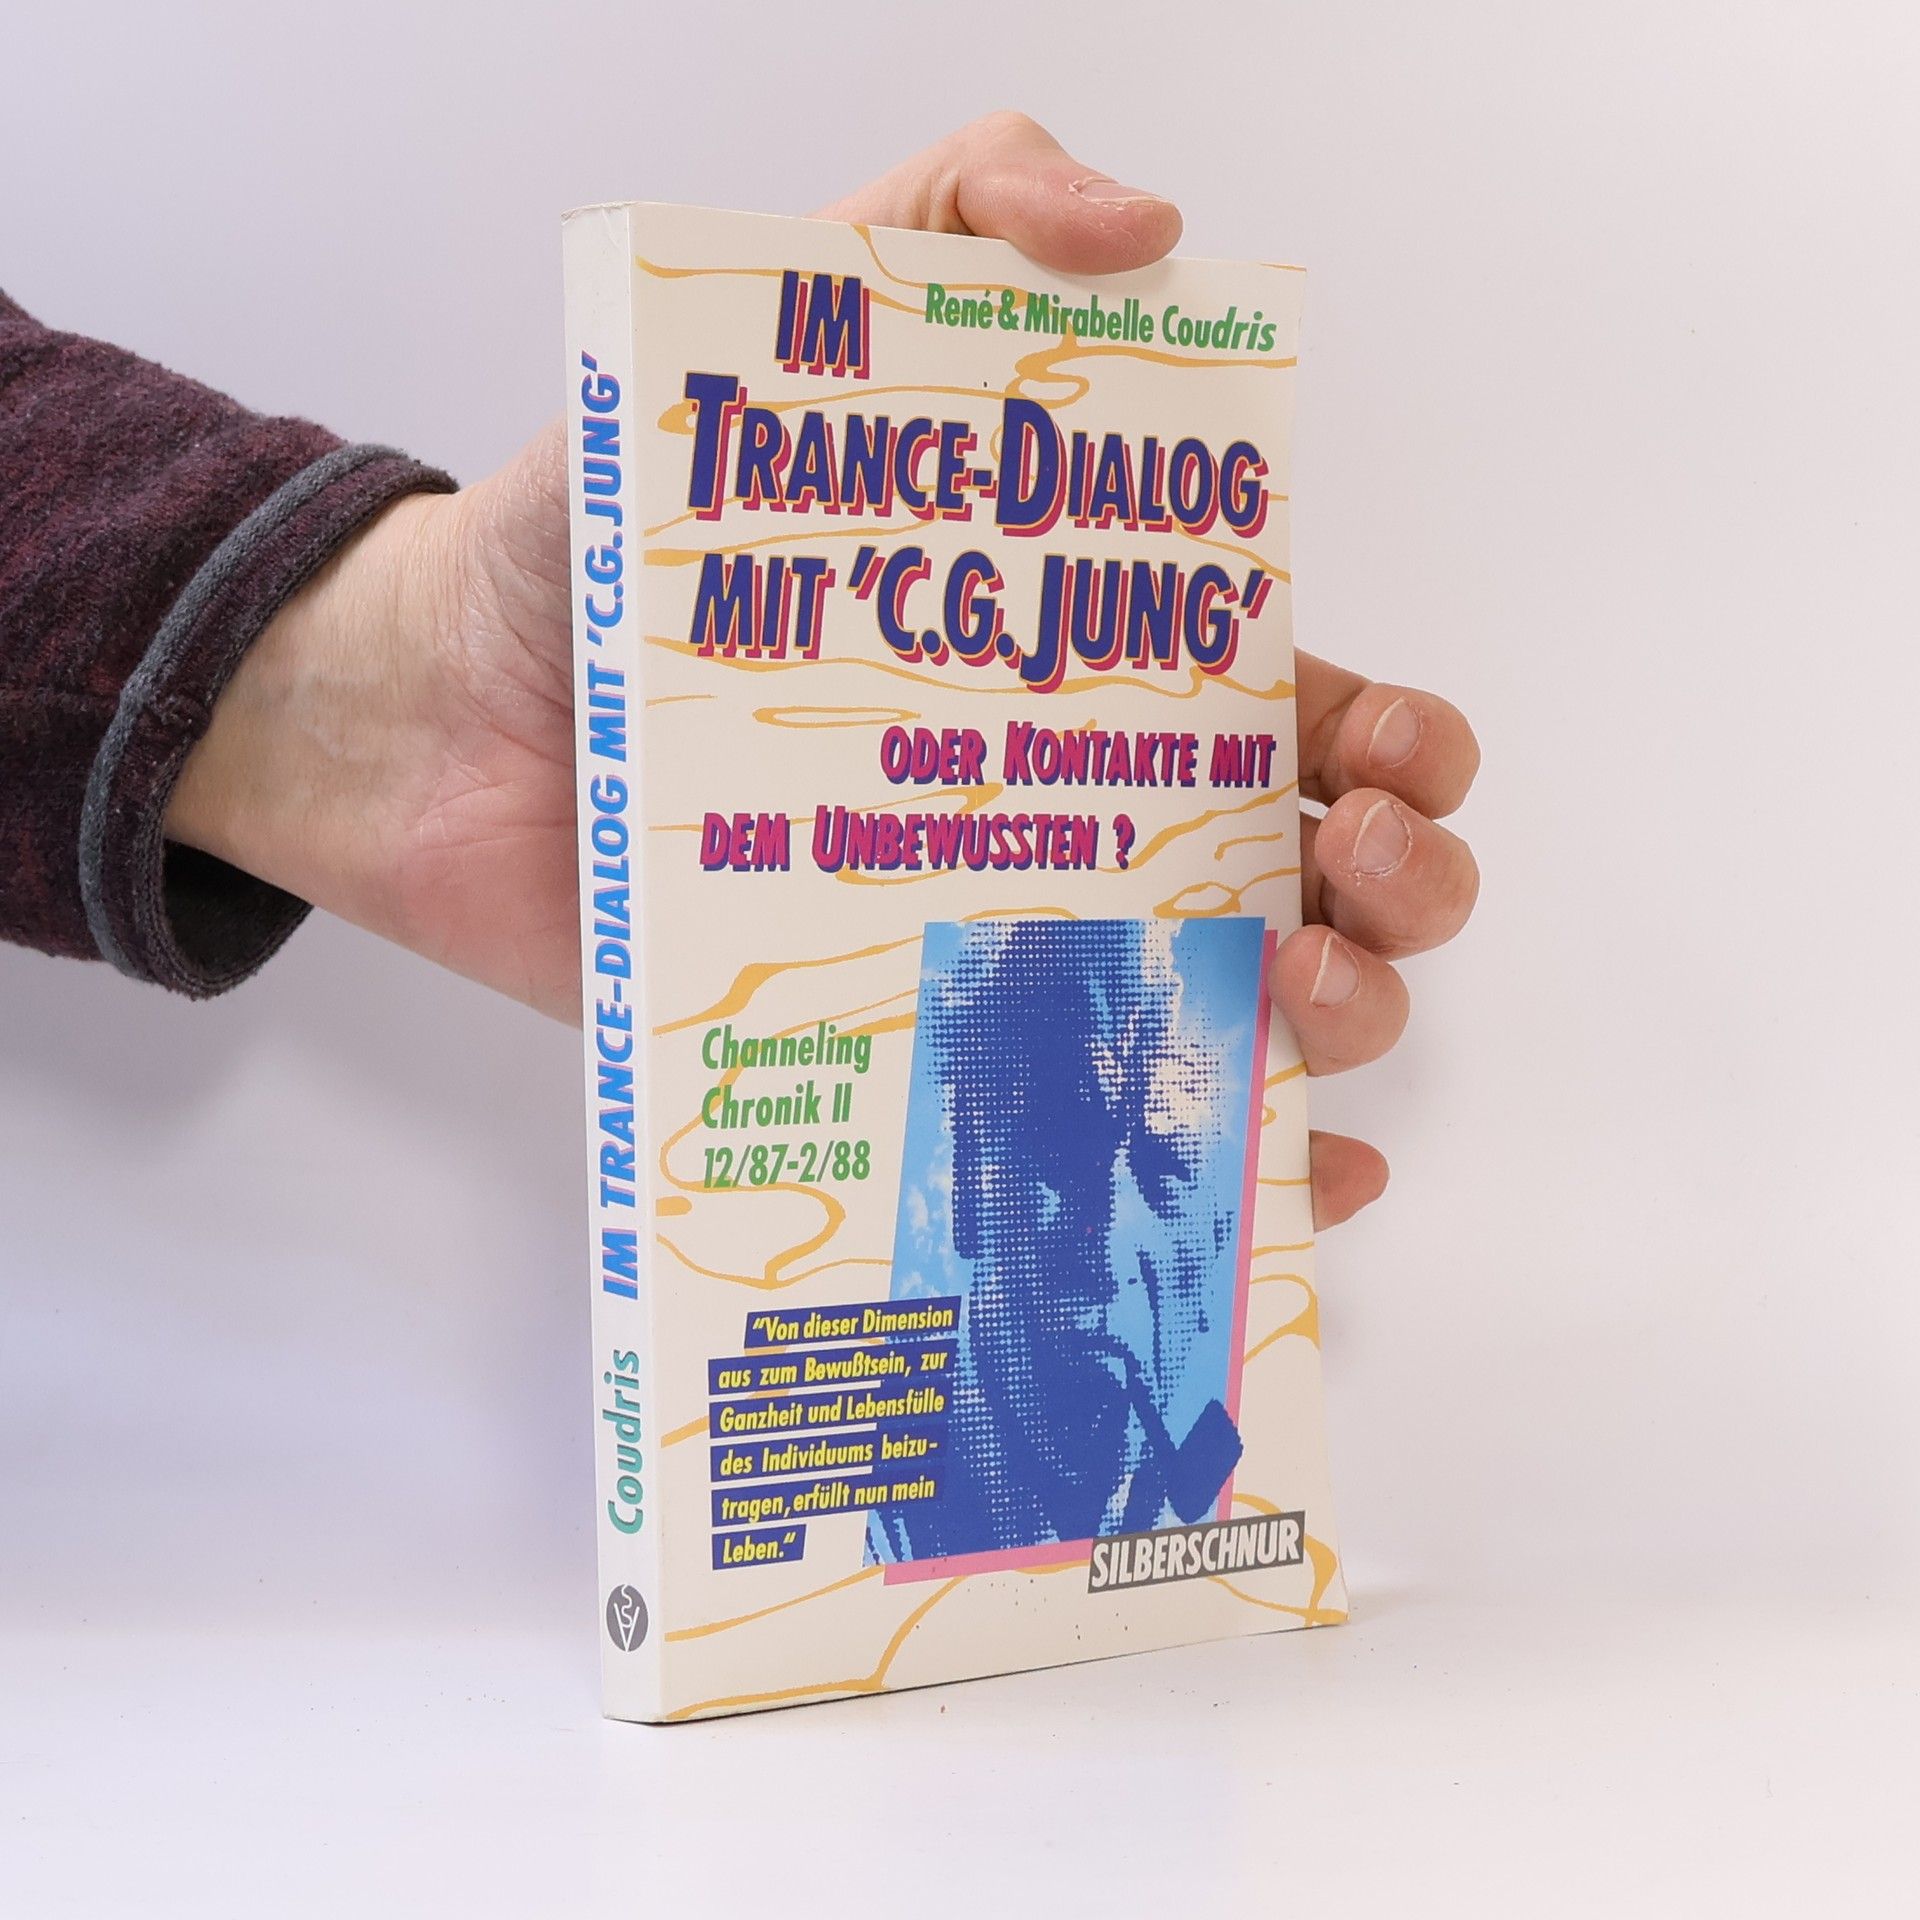 René & Mirabelle Coudris
IM
TRANCE-DIALOG
MIT "C.G. JUNG"
ODER KONTAKTE MIT
DEM UNBEWUSSTEN ?
Channeling
Chronik II
12/87-2/88
"Von dieser Dimension
aus zum Bewußtsein, zur
Ganzheit und Lebensfülle
des Individuums beizu-
tragen, erfüllt nun mein
Leben."
SILBERSCHNUR
Coudris IM TRANCE-DIALOG MIT 'C.G. JUNG'